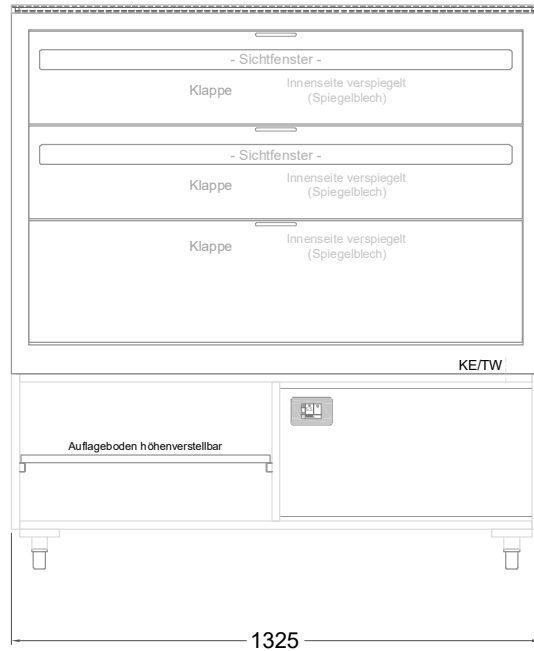 - Sichtfenster -
Klappe
Innenseite verspiegelt
(Spiegelblech)
- Sichtfenster -
Klappe
Innenseite verspiegelt
(Spiegelblech)
Klappe
Innenseite verspiegelt
(Spiegelblech)
KE/TW
Auflageboden höhenverstellbar
1325